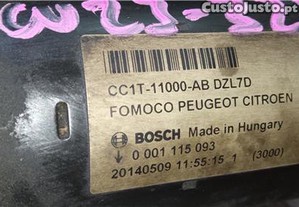 CustoJusto.pt
CC1T-11000-AB DZL7D
FOMOCO PEUGEOT CITROEN
BOSCH Made in Hungary
0 001 115 093
20140509 11:55:15 1 (3000)